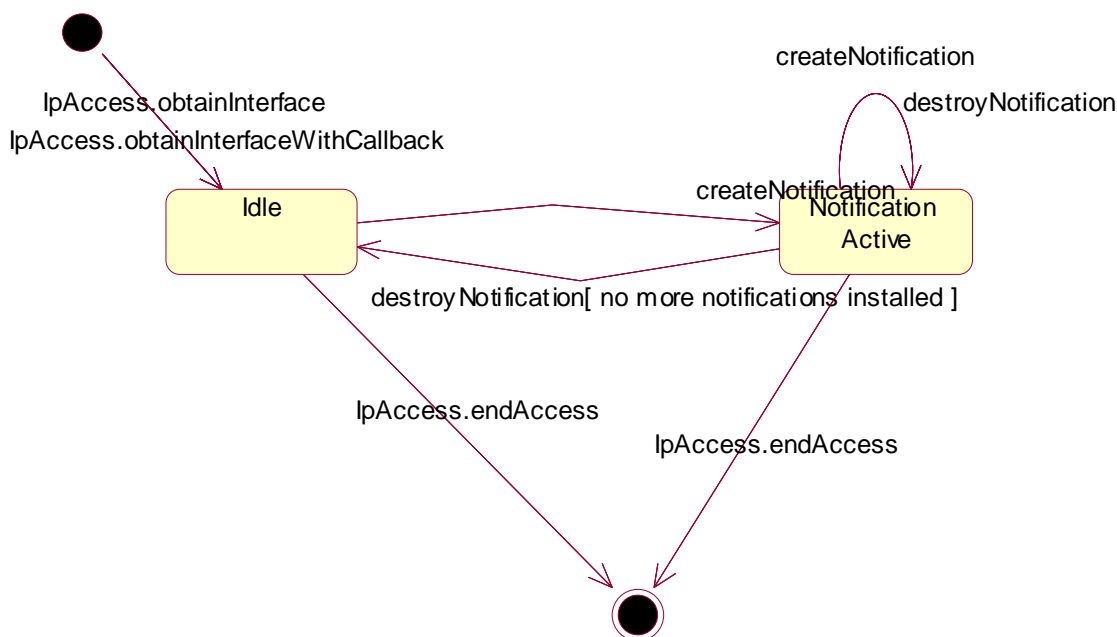 createNotification
destroyNotification
IpAccess.obtainInterface
IpAccess.obtainInterfaceWithCallback
createNotification
Idle
Notification
Active
destroyNotification[ no more notifications installed ]
IpAccess.endAccess
IpAccess.endAccess